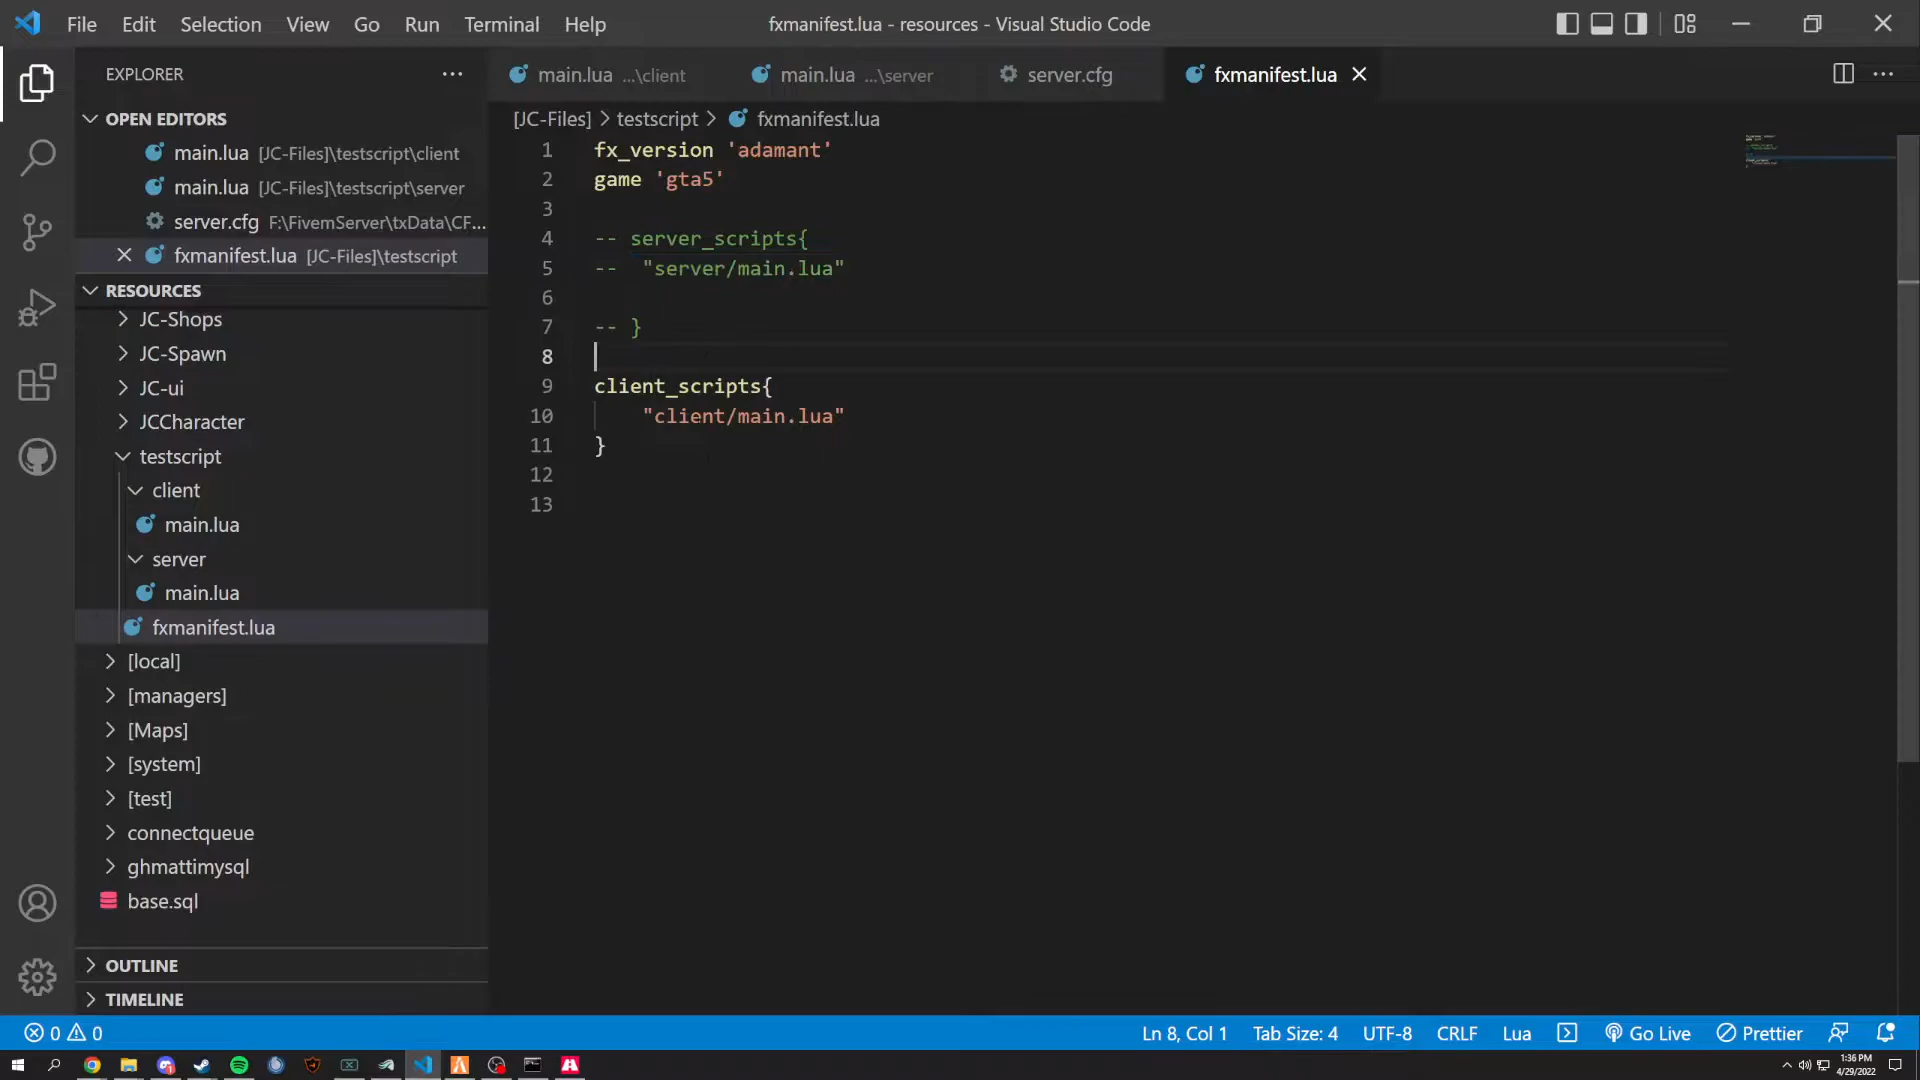 File Edit Selection View Go Run Terminal Help
fxmanifest.lua - resources - Visual Studio Code
EXPLORER
OPEN EDITORS
main.lua [JC-Files]\testscript\client
main.lua [JC-Files]\testscript\server
server.cfg F:\FivemServer\txData\CF...
fxmanifest.lua [JC-Files]\testscript
RESOURCES
JC-Shops
JC-Spawn
JC-ui
JCCharacter
testscript
client
main.lua
server
main.lua
fxmanifest.lua
[local]
[managers]
[Maps]
[system]
[test]
connectqueue
ghmattimysql
base.sql
OUTLINE
TIMELINE
main.lua ...\client
main.lua ...\server
server.cfg
fxmanifest.lua
[JC-Files] > testscript > fxmanifest.lua
1 fx_version 'adamant'
2 game 'gta5'
3
4 -- server_scripts{
5 --  "server/main.lua"
6
7 -- }
8
9 client_scripts{
10     "client/main.lua"
11 }
12
13
0 0
Ln 8, Col 1 Tab Size: 4 UTF-8 CRLF Lua Go Live Prettier
1:36 PM
4/29/2022